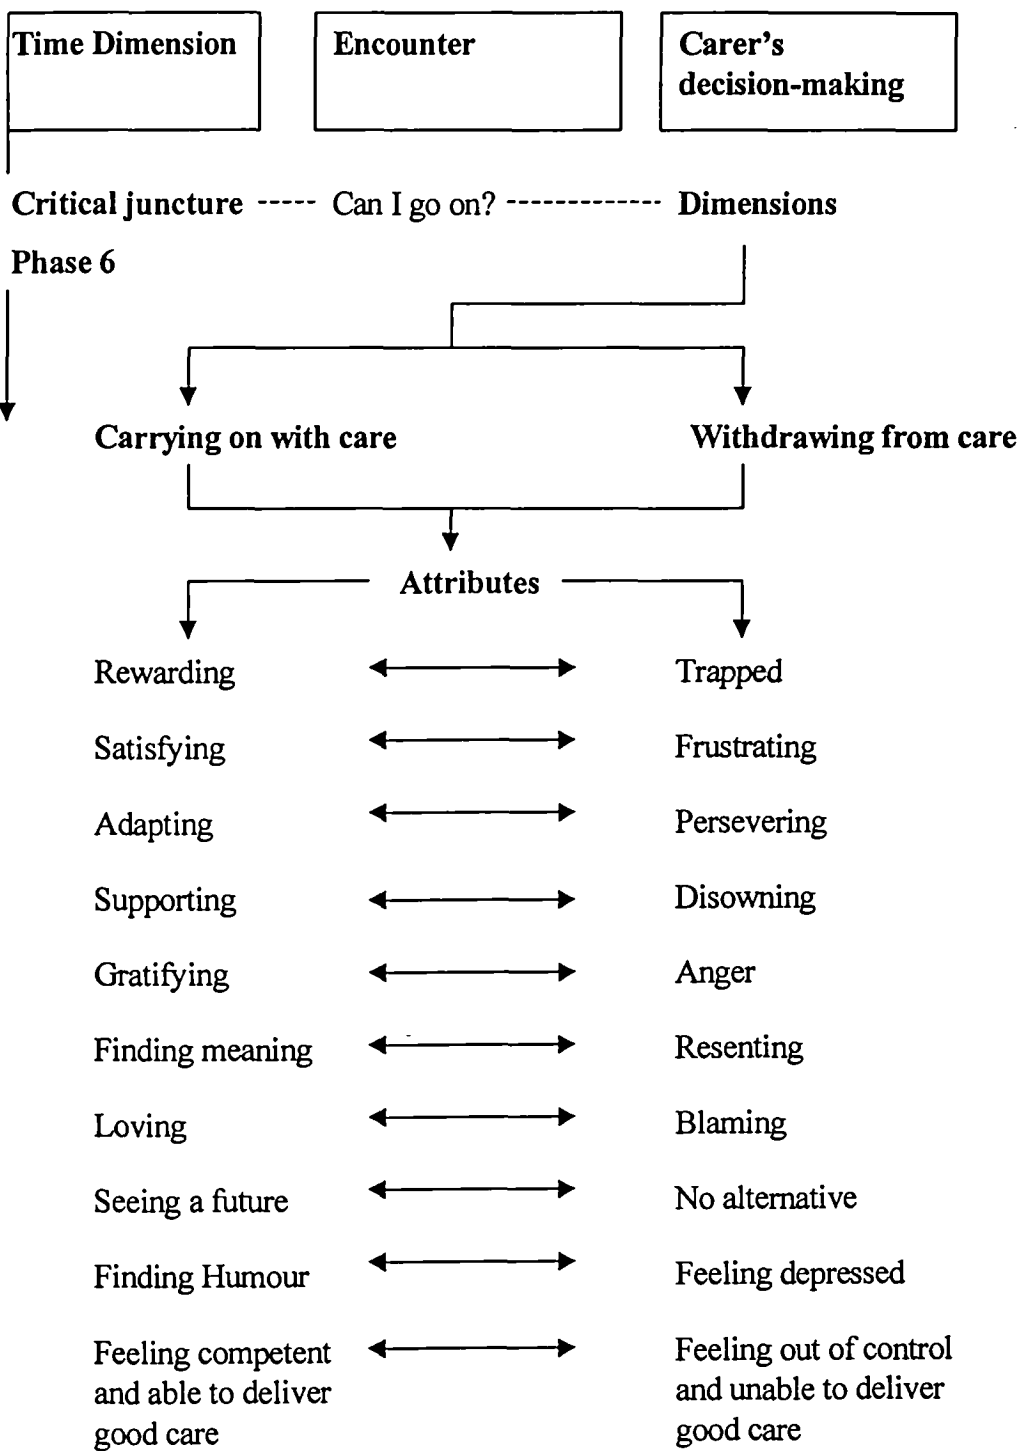 Time Dimension
Encounter
Carer's
decision-making
Critical juncture ----- Can I go on? ------------- Dimensions
Phase 6
Carrying on with care
Withdrawing from care
Attributes
Rewarding
Trapped
Satisfying
Frustrating
Adapting
Persevering
Supporting
Disowning
Gratifying
Anger
Finding meaning
Resenting
Loving
Blaming
Seeing a future
No alternative
Finding Humour
Feeling depressed
Feeling competent
and able to deliver
good care
Feeling out of control
and unable to deliver
good care